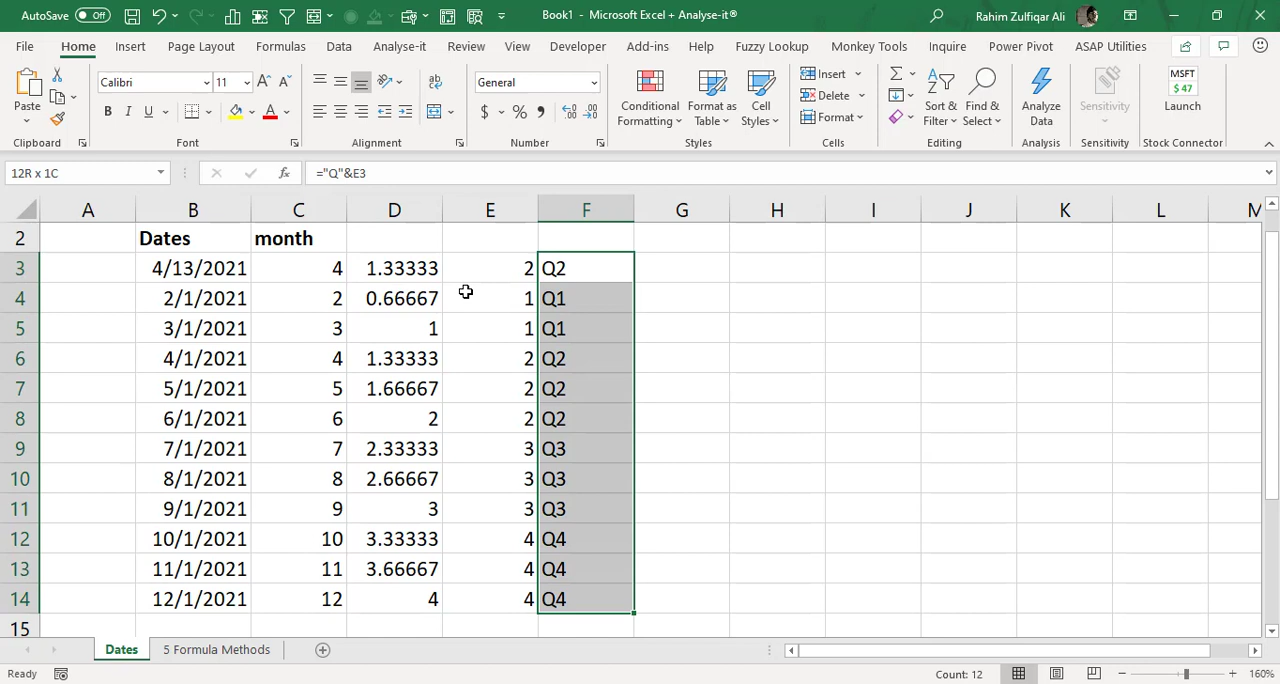 AutoSave Off Book1 - Microsoft Excel + Analyse-it® Rahim Zulfiqar Ali
File Home Insert Page Layout Formulas Data Analyse-it Review View Developer Add-ins Help Fuzzy Lookup Monkey Tools Inquire Power Pivot ASAP Utilities
Paste
Calibri 11
B I U
ab
General
$ % ,
Conditional Formatting
Format as Table
Cell Styles
Insert
Delete
Format
Sort & Filter
Find & Select
Analyze Data
Sensitivity
MSFT
$ 47
Launch
Clipboard Font Alignment Number Styles Cells Editing Analysis Sensitivity Stock Connector
12R x 1C fx ="Q"&E3
A B C D E F G H I J K L M
2 Dates month
3 4/13/2021 4 1.33333 2 Q2
4 2/1/2021 2 0.66667 1 Q1
5 3/1/2021 3 1 1 Q1
6 4/1/2021 4 1.33333 2 Q2
7 5/1/2021 5 1.66667 2 Q2
8 6/1/2021 6 2 2 Q2
9 7/1/2021 7 2.33333 3 Q3
10 8/1/2021 8 2.66667 3 Q3
11 9/1/2021 9 3 3 Q3
12 10/1/2021 10 3.33333 4 Q4
13 11/1/2021 11 3.66667 4 Q4
14 12/1/2021 12 4 4 Q4
15
Dates 5 Formula Methods
Ready Count: 12 160%